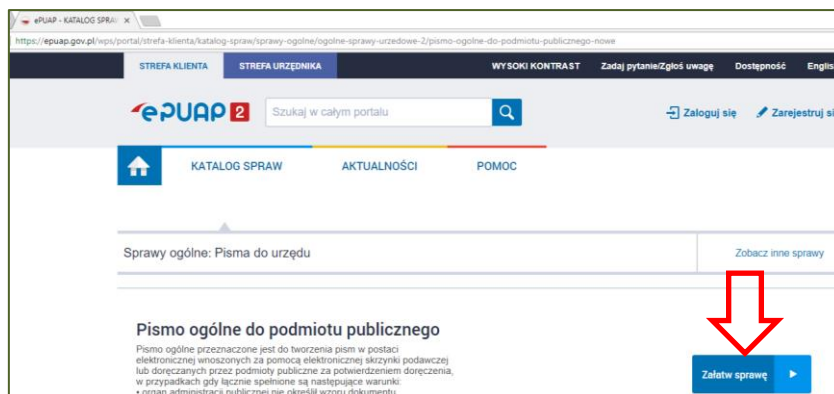 ePUAP - KATALOG SPRAW
https://epuap.gov.pl/wps/portal/strefa-klienta/katalog-spraw/sprawy-ogolne/ogolne-sprawy-urzedowe-2/pismo-ogolne-do-podmiotu-publicznego-nowe
STREFA KLIENTA STREFA URZĘDNIKA WYSOKI KONTRAST Zadaj pytanie/Zgłoś uwagę Dostępność Englis
ePUAP 2 Szukaj w całym portalu Zaloguj się Zarejestruj si
KATALOG SPRAW AKTUALNOŚCI POMOC
Sprawy ogólne: Pisma do urzędu Zobacz inne sprawy
Pismo ogólne do podmiotu publicznego
Pismo ogólne przeznaczone jest do tworzenia pism w postaci
elektronicznej wnoszonych za pomocą elektronicznej skrzynki podawczej
lub doręczanych przez podmioty publiczne za potwierdzeniem doręczenia,
w przypadkach gdy łącznie spełnione są następujące warunki:
• organ administracji publicznej nie określił wzoru dokumentu
Załatw sprawę